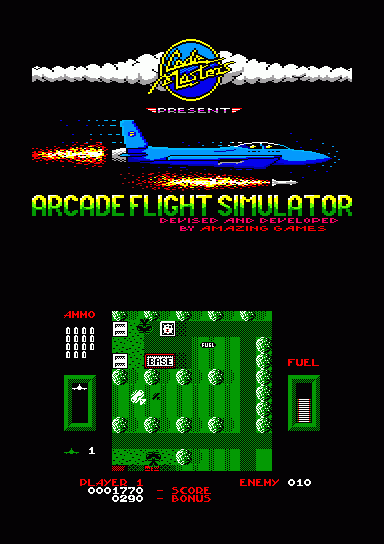 Code
Masters
PRESENT
ARCADE FLIGHT SIMULATOR
DEVISED AND DEVELOPED
BY AMAZING GAMES
AMMO
FUEL
BASE
FUEL
1
PLAYER 1 ENEMY 010
0001770 - SCORE
0290 - BONUS